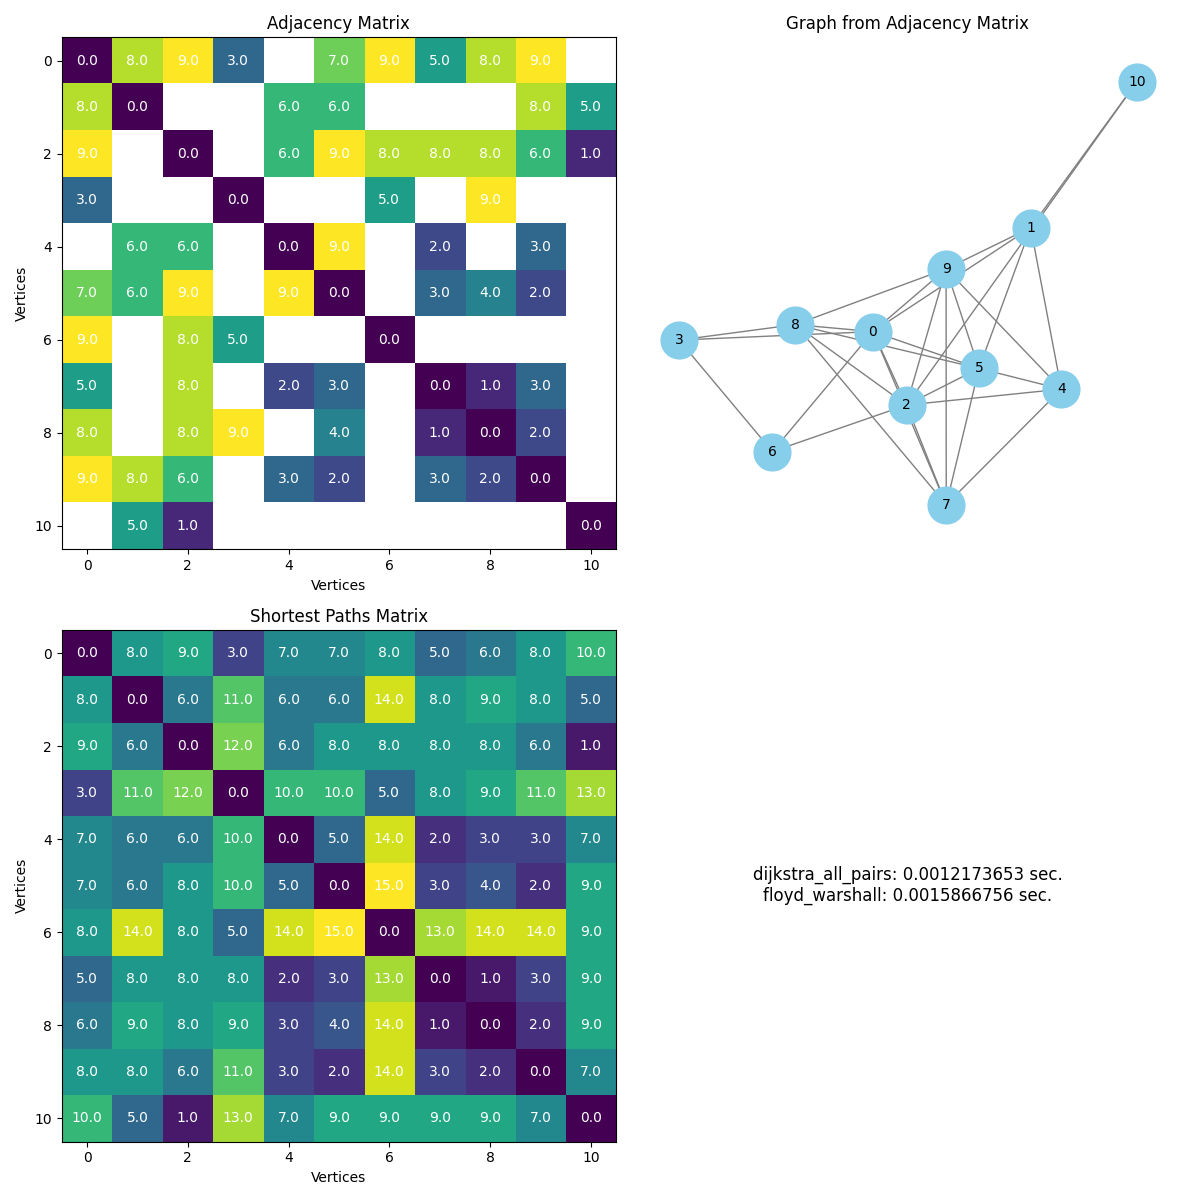 Adjacency Matrix
0 0.0 8.0 9.0 3.0 7.0 9.0 5.0 8.0 9.0
8.0 0.0 6.0 6.0 8.0 5.0
2 9.0 0.0 6.0 9.0 8.0 8.0 8.0 6.0 1.0
3.0 0.0 5.0 9.0
4 6.0 6.0 0.0 9.0 2.0 3.0
7.0 6.0 9.0 9.0 0.0 3.0 4.0 2.0
6 9.0 8.0 5.0 0.0
5.0 8.0 2.0 3.0 0.0 1.0 3.0
8 8.0 8.0 9.0 4.0 1.0 0.0 2.0
9.0 8.0 6.0 3.0 2.0 3.0 2.0 0.0
10 5.0 1.0 0.0
0 2 4 6 8 10
Vertices
Vertices
Graph from Adjacency Matrix
10
1
9
8
0
3
5
4
2
6
7
Shortest Paths Matrix
0 0.0 8.0 9.0 3.0 7.0 7.0 8.0 5.0 6.0 8.0 10.0
8.0 0.0 6.0 11.0 6.0 6.0 14.0 8.0 9.0 8.0 5.0
2 9.0 6.0 0.0 12.0 6.0 8.0 8.0 8.0 8.0 6.0 1.0
3.0 11.0 12.0 0.0 10.0 10.0 5.0 8.0 9.0 11.0 13.0
4 7.0 6.0 6.0 10.0 0.0 5.0 14.0 2.0 3.0 3.0 7.0
7.0 6.0 8.0 10.0 5.0 0.0 15.0 3.0 4.0 2.0 9.0
6 8.0 14.0 8.0 5.0 14.0 15.0 0.0 13.0 14.0 14.0 9.0
5.0 8.0 8.0 8.0 2.0 3.0 13.0 0.0 1.0 3.0 9.0
8 6.0 9.0 8.0 9.0 3.0 4.0 14.0 1.0 0.0 2.0 9.0
8.0 8.0 6.0 11.0 3.0 2.0 14.0 3.0 2.0 0.0 7.0
10 10.0 5.0 1.0 13.0 7.0 9.0 9.0 9.0 9.0 7.0 0.0
0 2 4 6 8 10
Vertices
Vertices
dijkstra_all_pairs: 0.0012173653 sec.
floyd_warshall: 0.0015866756 sec.